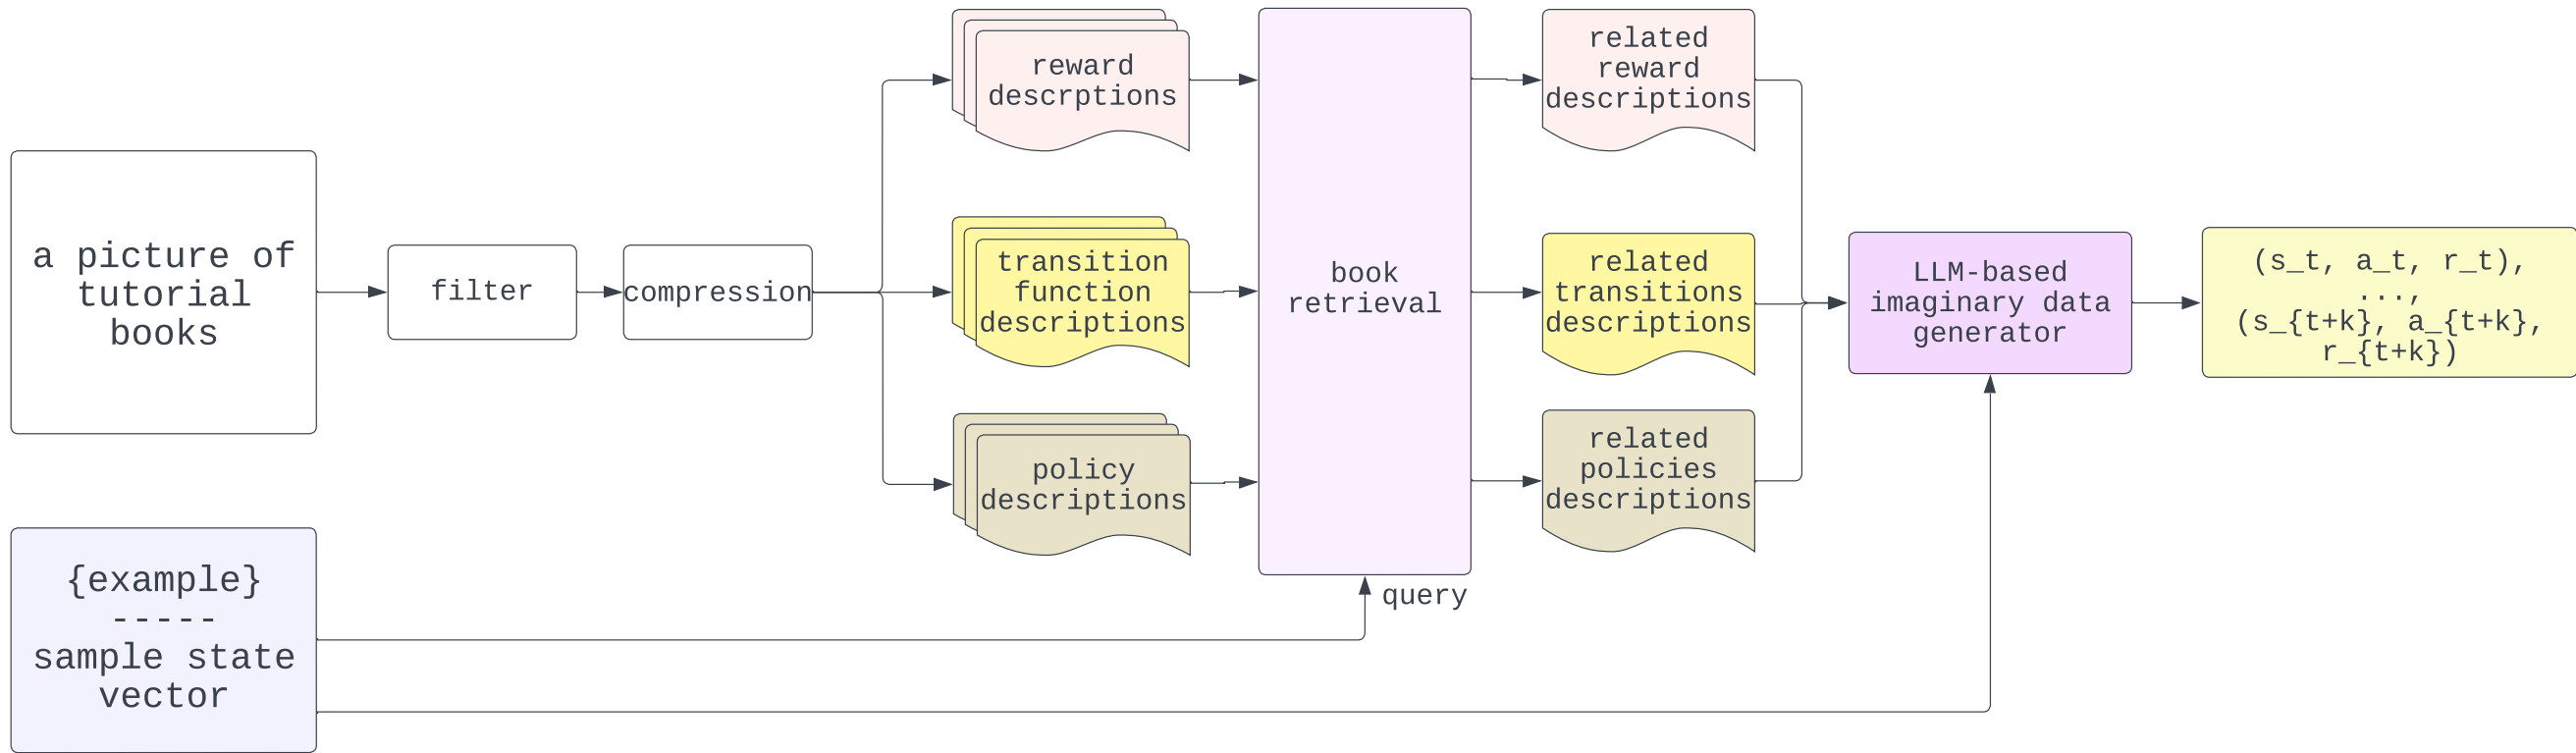 a picture of
tutorial
books
filter
compression
reward
descrptions
transition
function
descriptions
policy
descriptions
book
retrieval
query
related
reward
descriptions
related
transitions
descriptions
related
policies
descriptions
LLM-based
imaginary data
generator
(s_t, a_t, r_t),
...,
(s_{t+k}, a_{t+k},
r_{t+k})
{example}
-----
sample state
vector